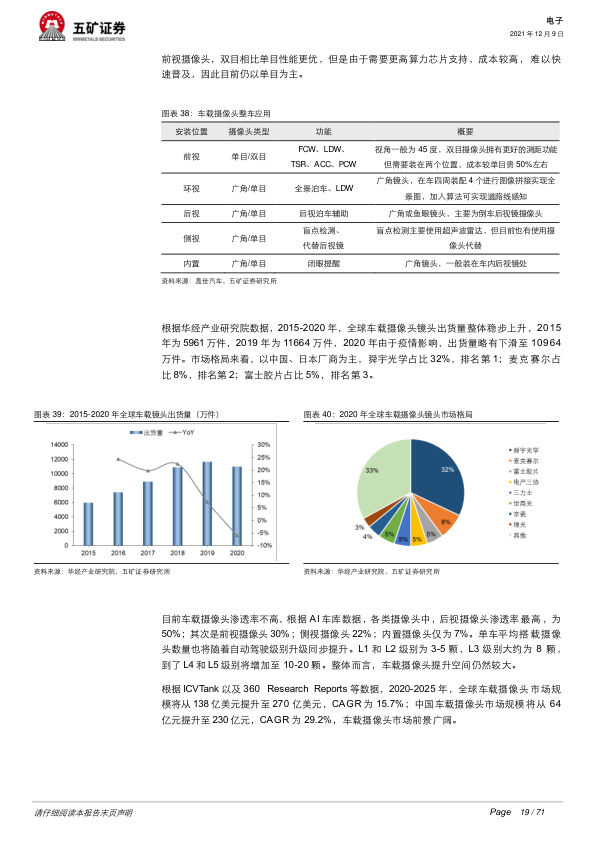 五矿证券
MINMETALS SECURITIES
电子
2021年12月9日
前视摄像头，双目相比单目性能更优，但是由于需要更高算力芯片支持，成本较高，难以快
速普及，因此目前仍以单目为主。
图表 38：车载摄像头整车应用
安装位置 摄像头类型 功能 概要
前视 单目/双目 FCW、LDW、 视角一般为 45 度，双目摄像头拥有更好的测距功能
TSR、ACC、PCW 但需要装在两个位置，成本较单目贵 50%左右
环视 广角/单目 全景泊车、LDW 广角镜头，在车四周装配 4 个进行图像拼接实现全
景图，加入算法可实现道路线感知
后视 广角/单目 后视泊车辅助 广角或鱼眼镜头，主要为倒车后视镜摄像头
侧视 广角/单目 盲点检测、 盲点检测主要使用超声波雷达，但目前也有使用摄
代替后视镜 像头代替
内置 广角/单目 闭眼提醒 广角镜头，一般装在车内后视镜处
资料来源：盖世汽车，五矿证券研究所
根据华经产业研究院数据，2015-2020 年，全球车载摄像头镜头出货量整体稳步上升，2015
年为 5961 万件，2019 年为 11664 万件，2020 年由于疫情影响，出货量略有下滑至 10964
万件。市场格局来看，以中国、日本厂商为主，舜宇光学占比 32%，排名第 1；麦克赛尔占
比 8%，排名第 2；富士胶片占比 5%，排名第 3。
图表 39：2015-2020 年全球车载镜头出货量（万件）
出货量 YoY
14000 30%
12000 25%
10000 20%
8000 15%
6000 10%
4000 5%
2000 0%
0 -5%
-10%
2015 2016 2017 2018 2019 2020
资料来源：华经产业研究院，五矿证券研究所
图表 40：2020 年全球车载摄像头镜头市场格局
32%
8%
5%
5%
5%
5%
4%
3%
33%
舜宇光学
麦克赛尔
富士胶片
电产三协
三力士
世高光
京瓷
理光
其他
资料来源：华经产业研究院，五矿证券研究所
目前车载摄像头渗透率不高，根据 AI 车库数据，各类摄像头中，后视摄像头渗透率最高，为
50%；其次是前视摄像头 30%；侧视摄像头 22%；内置摄像头仅为 7%。单车平均搭载摄像
头数量也将随着自动驾驶级别升级同步提升。L1 和 L2 级别为 3-5 颗，L3 级别大约为 8 颗，
到了 L4 和 L5 级别将增加至 10-20 颗。整体而言，车载摄像头提升空间仍然较大。
根据 ICVTank 以及 360 Research Reports 等数据，2020-2025 年，全球车载摄像头市场规
模将从 138 亿美元提升至 270 亿美元，CAGR 为 15.7%；中国车载摄像头市场规模将从 64
亿元提升至 230 亿元，CAGR 为 29.2%，车载摄像头市场前景广阔。
请仔细阅读本报告末页声明
Page 19 / 71